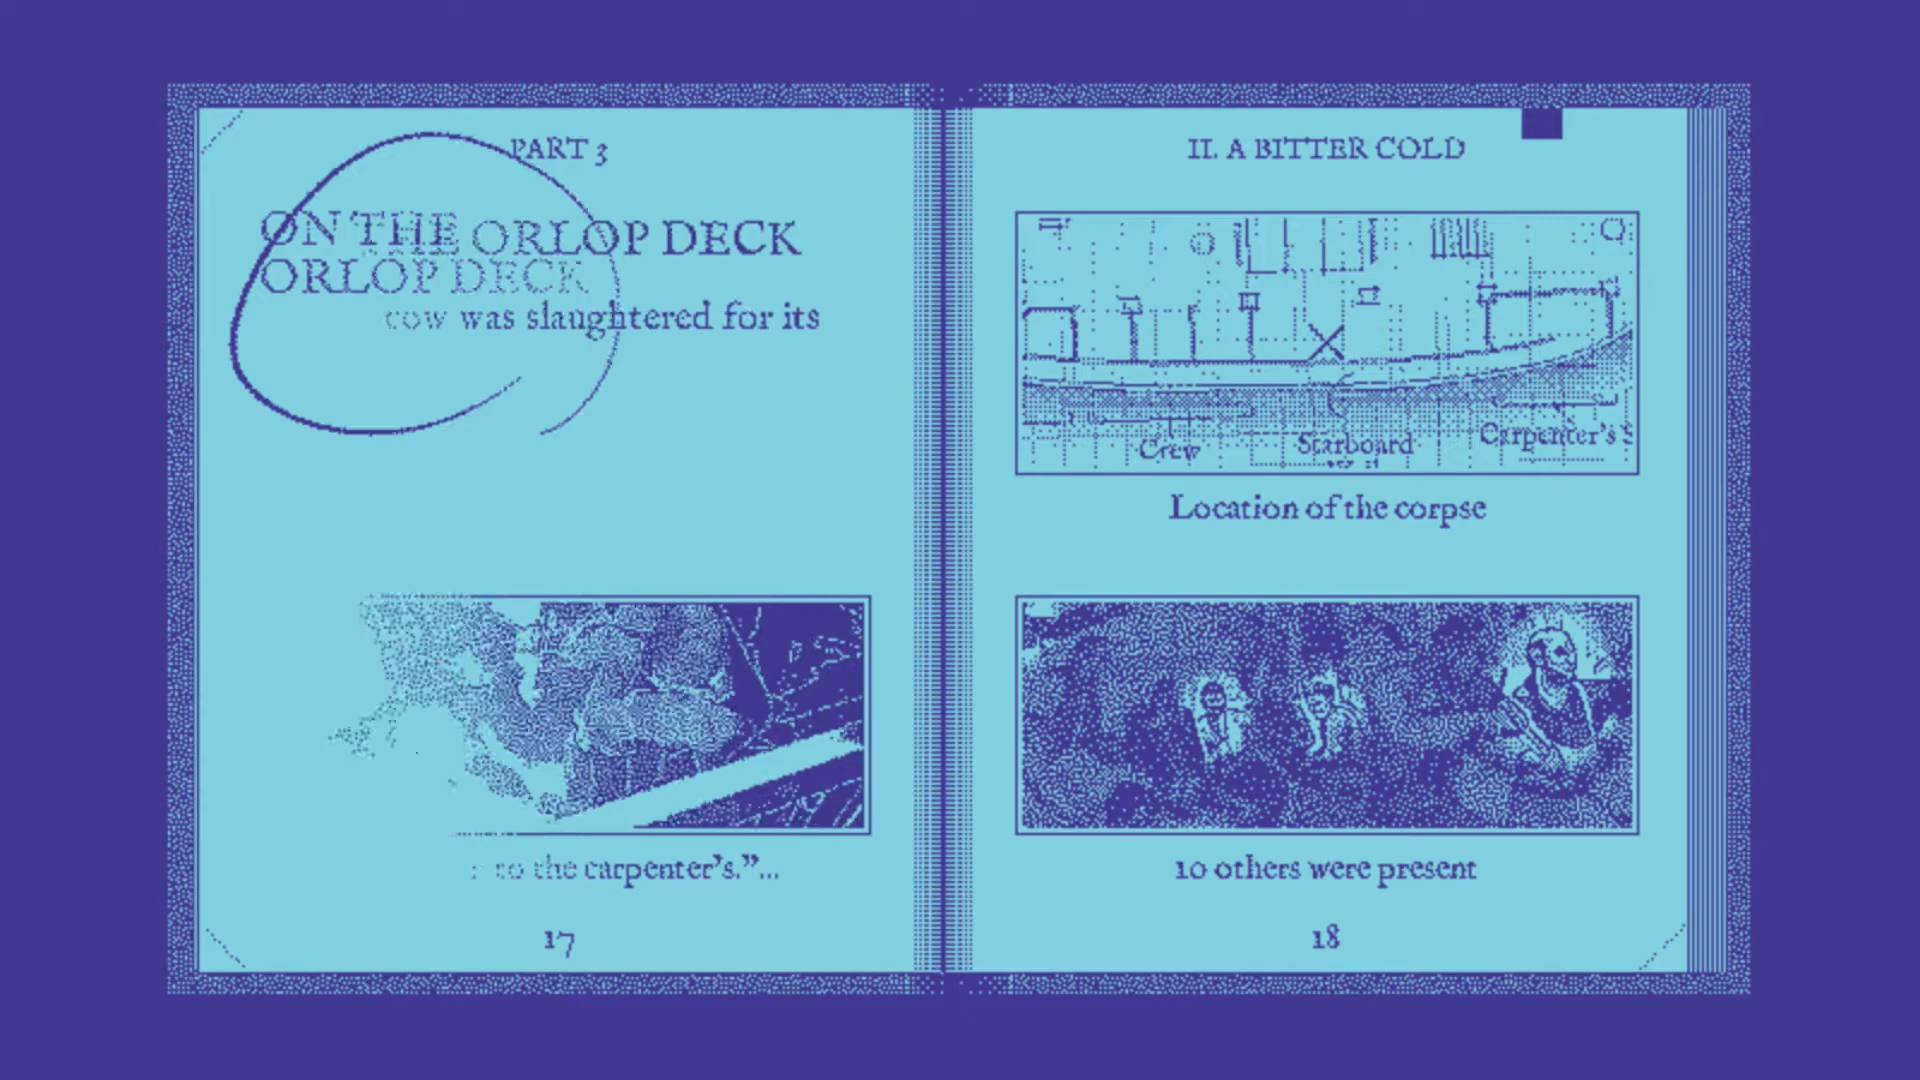 PART 3
ON THE ORLOP DECK
ORLOP DECK
cow was slaughtered for its
to the carpenter's."...
17
II. A BITTER COLD
Crew
Starboard
Carpenter's S
Location of the corpse
10 others were present
18